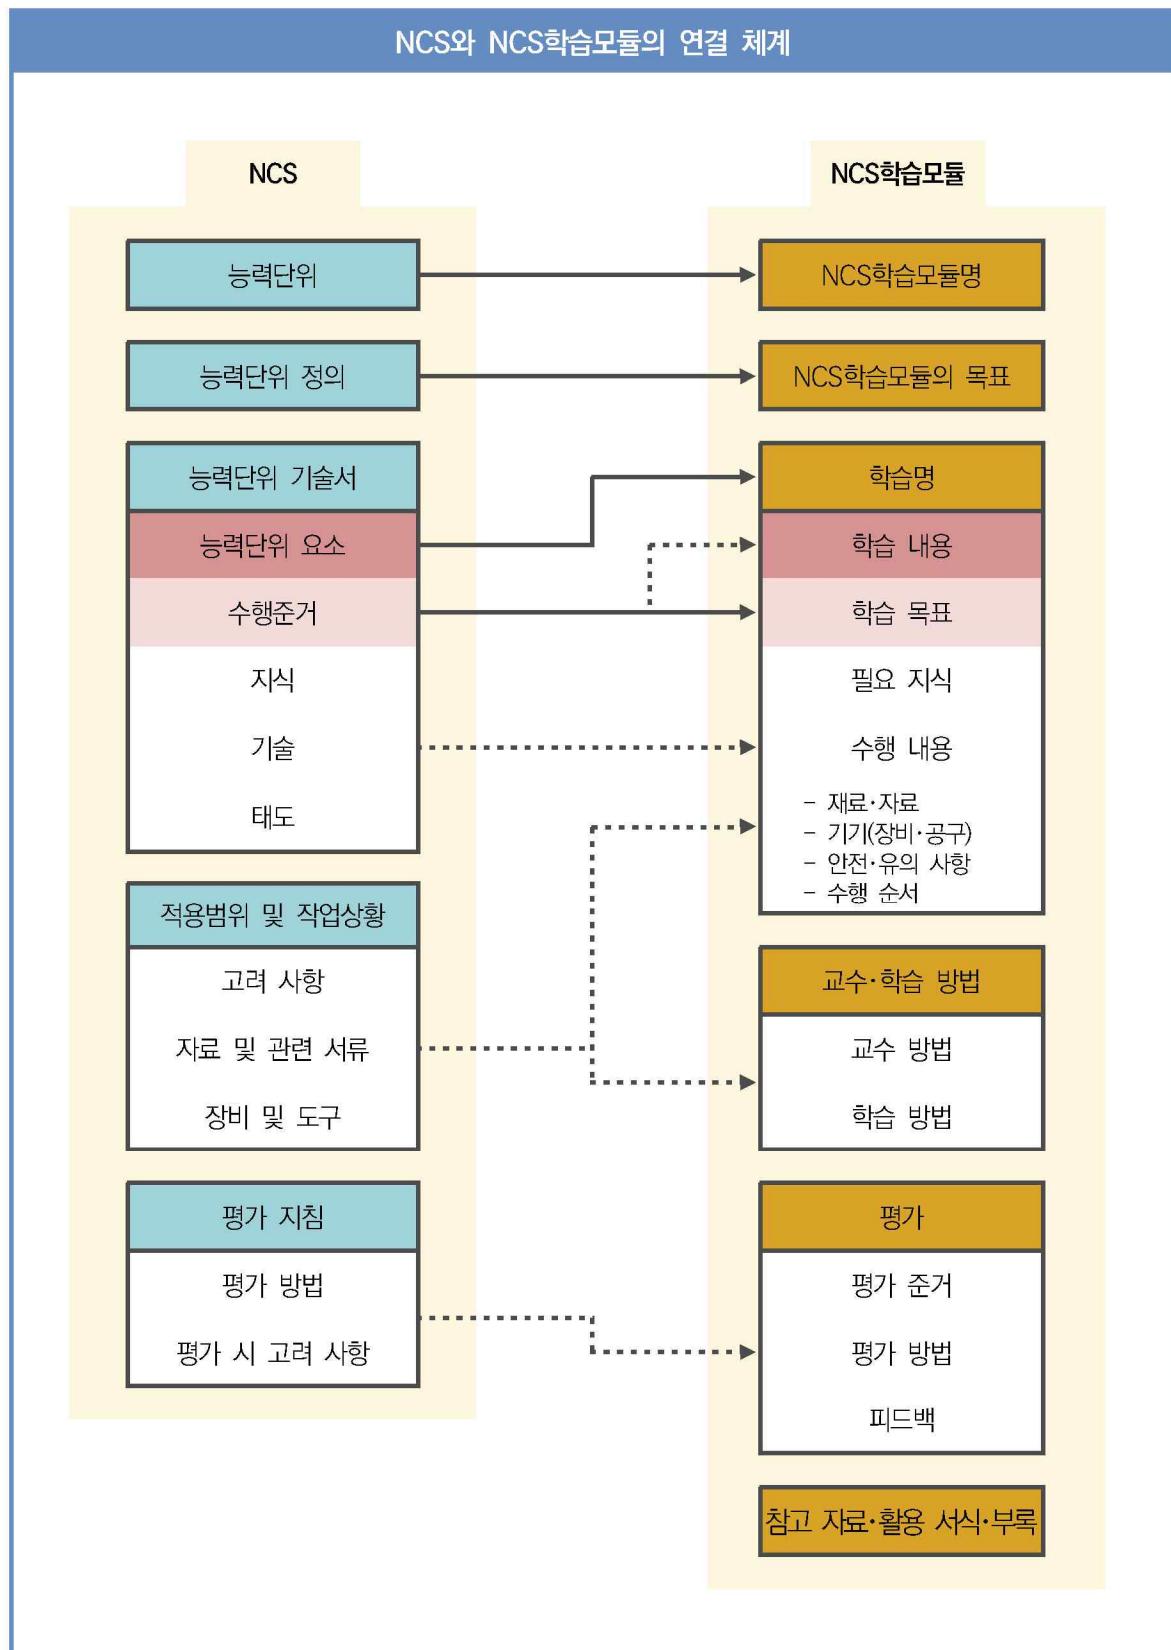 NCS와 NCS학습모듈의 연결 체계
NCS
능력단위
능력단위 정의
능력단위 기술서
능력단위 요소
수행준거
지식
기술
태도
적용범위 및 작업상황
고려 사항
자료 및 관련 서류
장비 및 도구
평가 지침
평가 방법
평가 시 고려 사항
NCS학습모듈
NCS학습모듈명
NCS학습모듈의 목표
학습명
학습 내용
학습 목표
필요 지식
수행 내용
- 재료·자료
- 기기(장비·공구)
- 안전·유의 사항
- 수행 순서
교수·학습 방법
교수 방법
학습 방법
평가
평가 준거
평가 방법
피드백
참고 자료·활용 서식·부록